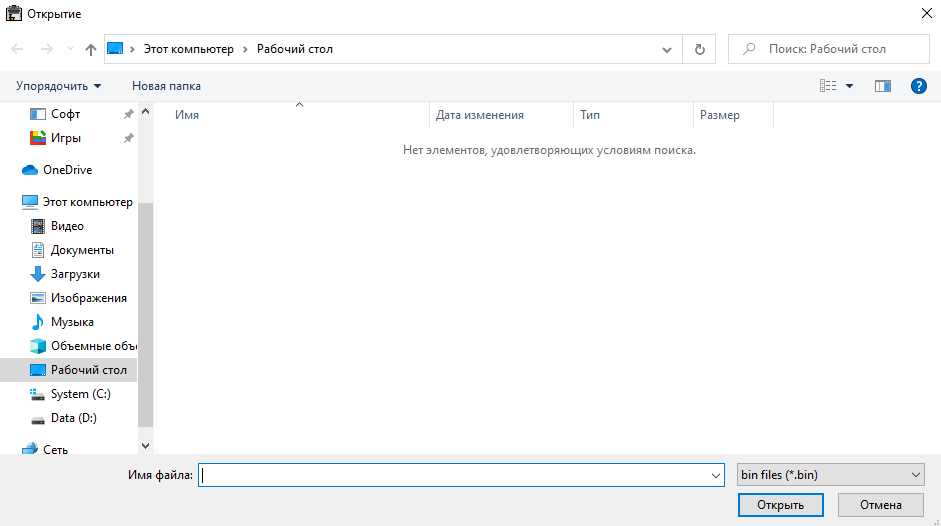 Открытие
Этот компьютер Рабочий стол
Поиск: Рабочий стол
Упорядочить Новая папка
Имя Дата изменения Тип Размер
Нет элементов, удовлетворяющих условиям поиска.
Софт
Игры
OneDrive
Этот компьютер
Видео
Документы
Загрузки
Изображения
Музыка
Объемные объ
Рабочий стол
System (C:)
Data (D:)
Сеть
Имя файла:
bin files (*.bin)
Открыть Отмена